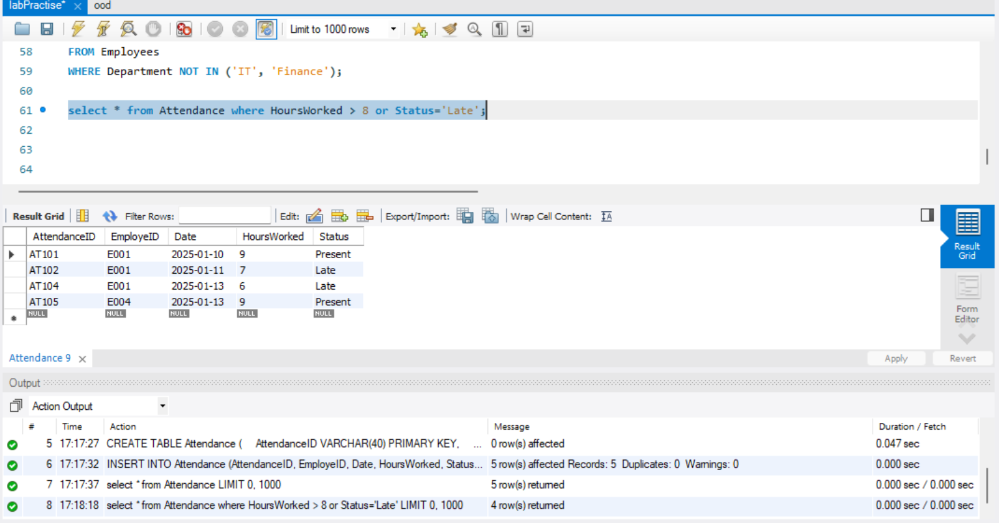 labPractise* × ood
Limit to 1000 rows
58 FROM Employees
59 WHERE Department NOT IN ('IT', 'Finance');
60
61 select * from Attendance where HoursWorked > 8 or Status='Late';
62
63
64
Result Grid Filter Rows: Edit: Export/Import: Wrap Cell Content: IA
AttendanceID EmployeID Date HoursWorked Status
AT101 E001 2025-01-10 9 Present
AT102 E001 2025-01-11 7 Late
AT104 E001 2025-01-13 6 Late
AT105 E004 2025-01-13 9 Present
NULL NULL NULL NULL NULL
Result
Grid
Form
Editor
Attendance 9 × Apply Revert
Output
Action Output
# Time Action Message Duration / Fetch
5 17:17:27 CREATE TABLE Attendance ( AttendanceID VARCHAR(40) PRIMARY KEY, ... 0 row(s) affected 0.047 sec
6 17:17:32 INSERT INTO Attendance (AttendanceID, EmployeID, Date, HoursWorked, Status... 5 row(s) affected Records: 5 Duplicates: 0 Warnings: 0 0.000 sec
7 17:17:37 select * from Attendance LIMIT 0, 1000 5 row(s) returned 0.000 sec / 0.000 sec
8 17:18:18 select * from Attendance where HoursWorked > 8 or Status='Late' LIMIT 0, 1000 4 row(s) returned 0.000 sec / 0.000 sec